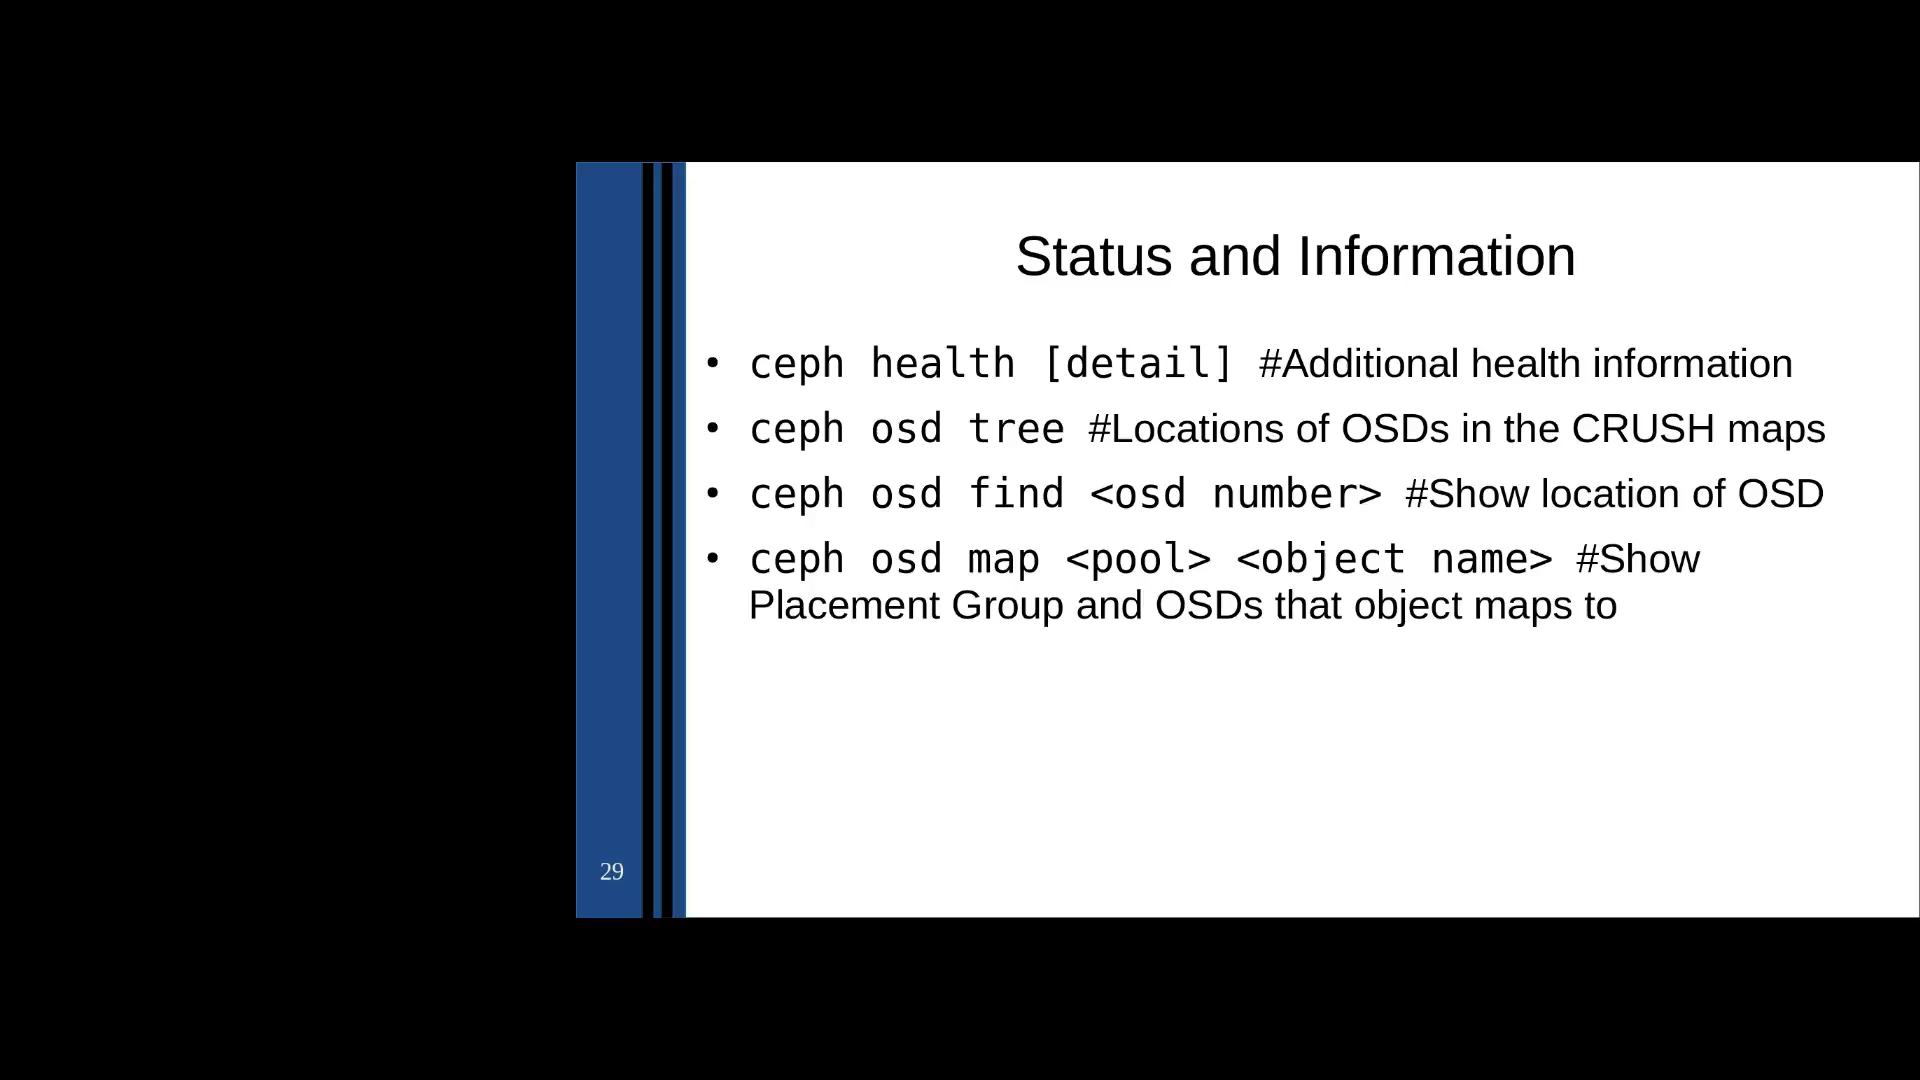 Status and Information
• ceph health [detail] #Additional health information
• ceph osd tree #Locations of OSDs in the CRUSH maps
• ceph osd find <osd number> #Show location of OSD
• ceph osd map <pool> <object name> #Show
Placement Group and OSDs that object maps to
29